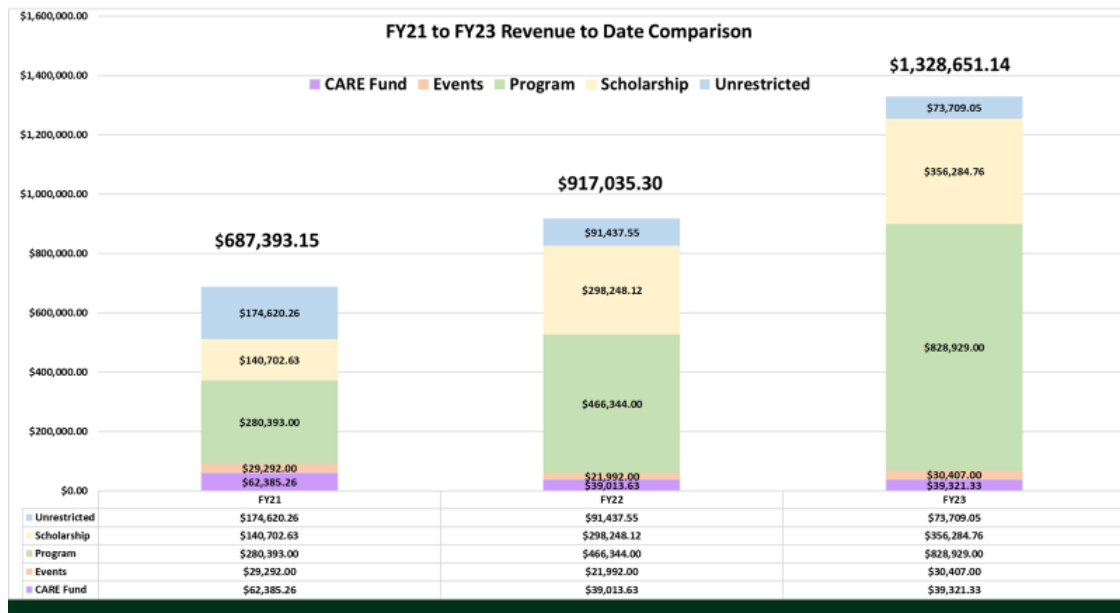 $1,600,000.00
FY21 to FY23 Revenue to Date Comparison
$1,400,000.00
$1,328,651.14
CARE Fund Events Program Scholarship Unrestricted
$73,709.05
$1,200,000.00
$356,284.76
$1,000,000.00
$917,035.30
$91,437.55
$687,393.15
$800,000.00
$298,248.12
$174,620.26
$600,000.00
$828,929.00
$140,702.63
$400,000.00
$466,344.00
$280,393.00
$200,000.00
$29,292.00 $21,992.00 $30,407.00
$62,385.26 $39,013.63 $39,321.33
$0.00
FY21 FY22 FY23
Unrestricted $174,620.26 $91,437.55 $73,709.05
Scholarship $140,702.63 $298,248.12 $356,284.76
Program $280,393.00 $466,344.00 $828,929.00
Events $29,292.00 $21,992.00 $30,407.00
CARE Fund $62,385.26 $39,013.63 $39,321.33